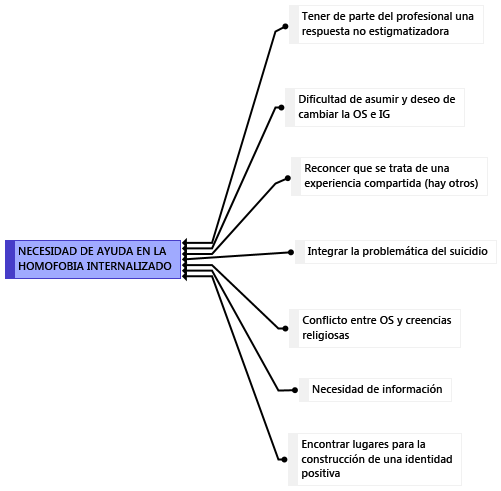 Tener de parte del profesional una
respuesta no estigmatizadora
Dificultad de asumir y deseo de
cambiar la OS e IG
Reconcer que se trata de una
experiencia compartida (hay otros)
NECESIDAD DE AYUDA EN LA
HOMOFOBIA INTERNALIZADO
Integrar la problemática del suicidio
Conflicto entre OS y creencias
religiosas
Necesidad de información
Encontrar lugares para la
construcción de una identidad
positiva